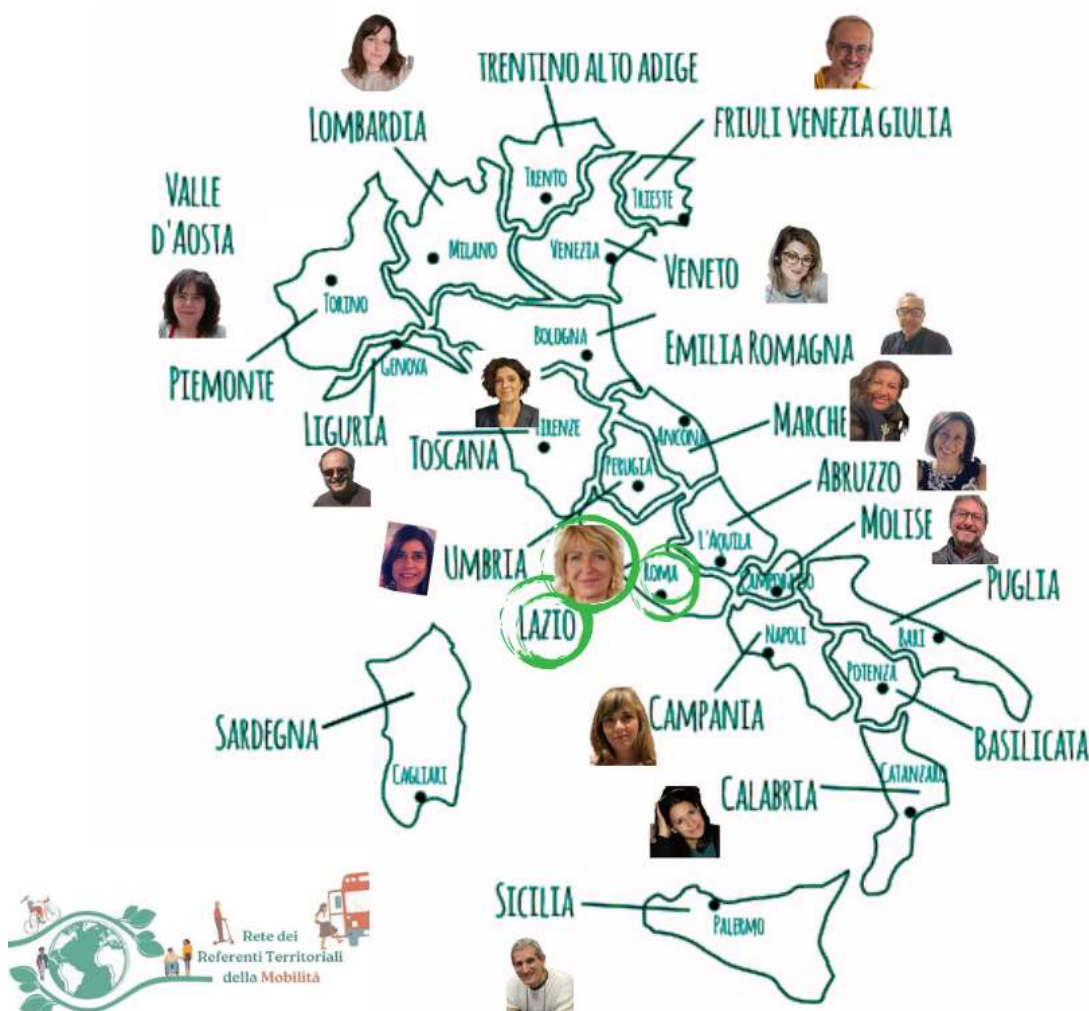 TRENTINO ALTO ADIGE
LOMBARDIA
FRIULI VENEZIA GIULIA
TRENTO
TRIESTE
VALLE
D'AOSTA
MILANO
VENEZIA
VENETO
TORINO
BOLOGNA
EMILIA ROMAGNA
GENOVA
PIEMONTE
LIGURIA
TOSCANA
FIRENZE
ANCONA
MARCHE
PERUGIA
ABRUZZO
MOLISE
L'AQUILA
UMBRIA
ROMA
CAMPOBASSO
PUGLIA
LAZIO
NAPOLI
BARI
POTENZA
SARDEGNA
CAMPANIA
BASILICATA
CAGLIARI
CATANZARO
CALABRIA
SICILIA
PALERMO
Rete dei
Referenti Territoriali
della Mobilità